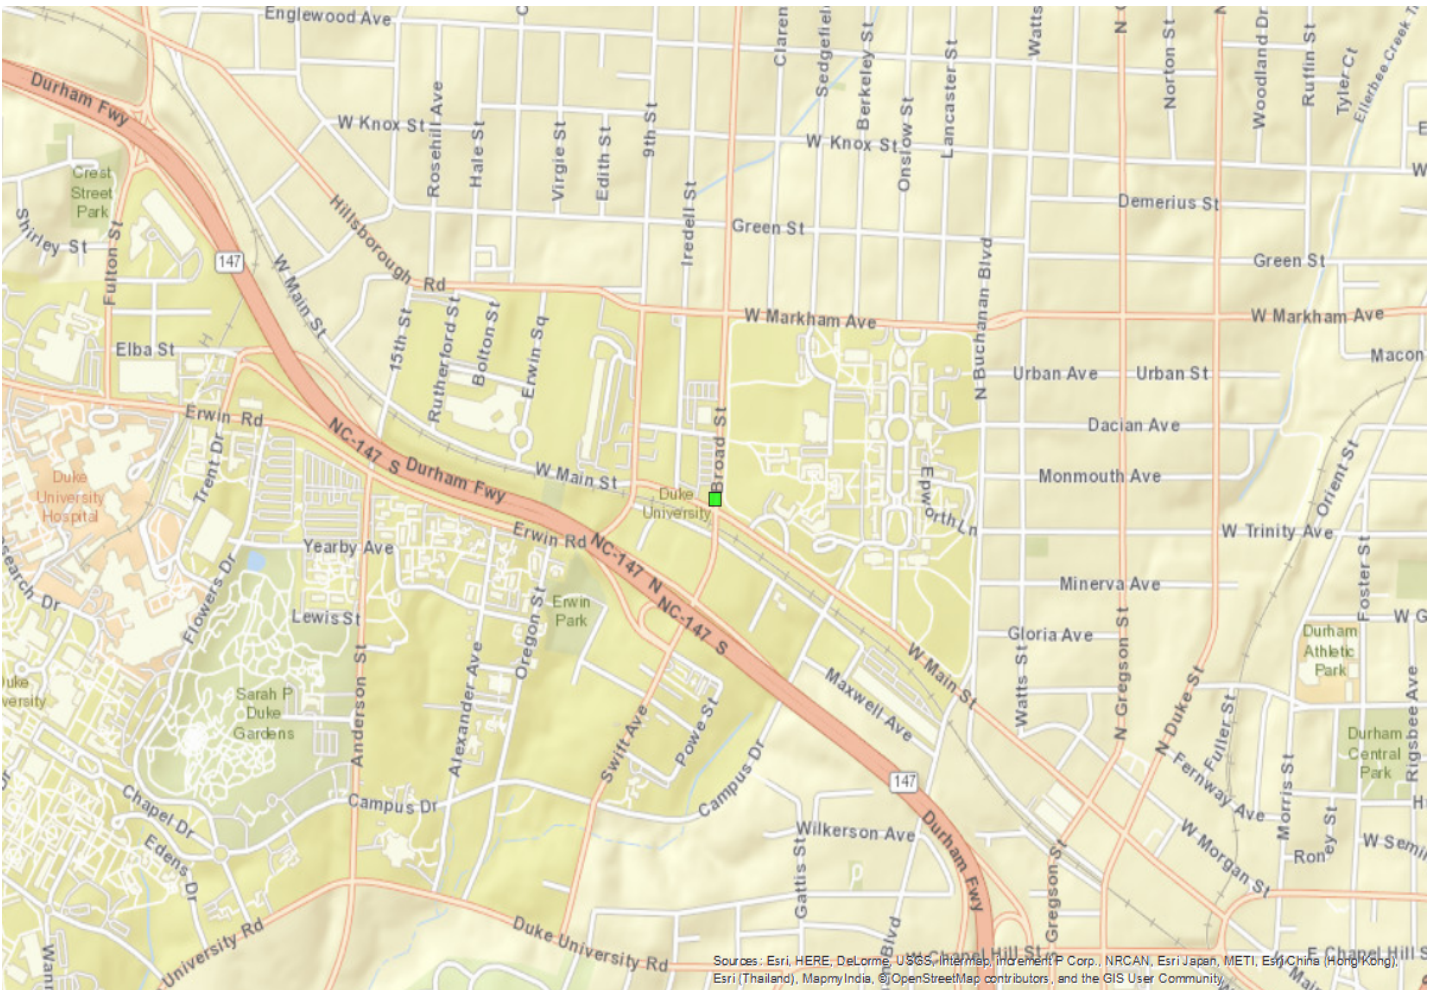 Englewood Ave
Claren
Sedgefiel
Berkeley St
Onslow St
Lancaster St
Watts
Norton St
Woodland Dr
Ruffin St
Tyler Ct
Ellerbee Creek T
Durham Fwy
W Knox St
Rosehill Ave
Hale St
Virgie St
Edith St
9th St
W Knox St
Crest
Street
Park
Shirley St
Fulton St
147
Hillsborough Rd
W Main St
Iredell St
Green St
Demerius St
N Buchanan Blvd
Green St
W Markham Ave
W Markham Ave
Macon
Elba St
15th St
Rutherford St
Bolton St
Erwin Sq
Urban Ave
Urban St
Erwin Rd
NC-147 S
Durham Fwy
W Main St
Broad St
Dacian Ave
Monmouth Ave
Orient St
Duke
University
Hospital
Trent Dr
Duke
University
Epworth Ln
W Trinity Ave
Erwin Rd
NC-147 N
Yearby Ave
Flowers Dr
search Dr
Minerva Ave
Foster St
Lewis St
Erwin
Park
NC-147 S
Oregon St
Gloria Ave
W G
Durham
Athletic
Park
Duke
versity
Sarah P
Duke
Gardens
Anderson St
Alexander Ave
Swift Ave
Powe St
Maxwell Ave
W Main St
Watts St
N Gregson St
N Duke St
Fuller St
Rigsbee Ave
Durham
Central
Park
Fernway Ave
Morris St
Chapel Dr
Campus Dr
Campus Dr
147
Edens Dr
Wilkerson Ave
Durham Fwy
W Morgan St
Roney St
W Semin
Gattis St
Gregson St
University Rd
Duke University Rd
Blvd
W Chapel Hill St
E Chapel Hill S
Wann
Sources: Esri, HERE, DeLorme, USGS, Intermap, increment P Corp., NRCAN, Esri Japan, METI, Esri China (Hong Kong),
Esri (Thailand), MapmyIndia, © OpenStreetMap contributors, and the GIS User Community